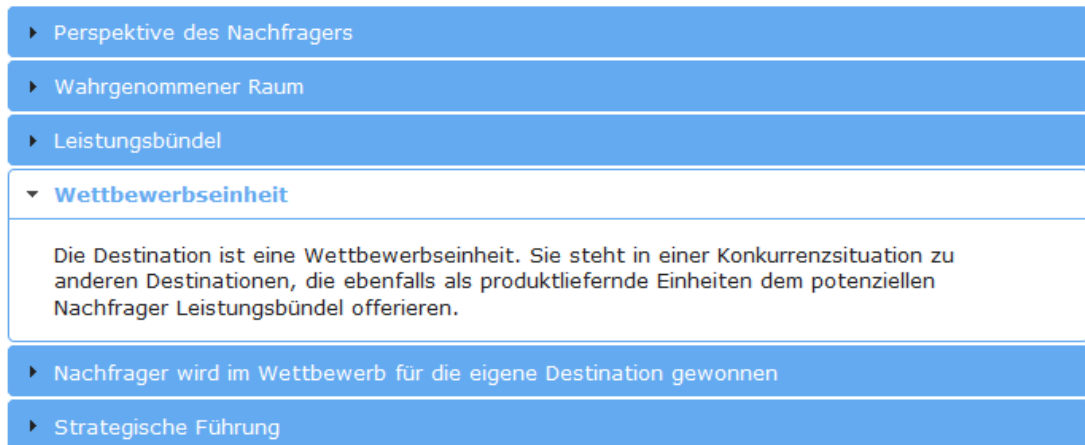 Perspektive des Nachfragers
Wahrgenommener Raum
Leistungsbündel
Wettbewerbseinheit
Die Destination ist eine Wettbewerbseinheit. Sie steht in einer Konkurrenzsituation zu
anderen Destinationen, die ebenfalls als produktliefernde Einheiten dem potenziellen
Nachfrager Leistungsbündel offerieren.
Nachfrager wird im Wettbewerb für die eigene Destination gewonnen
Strategische Führung